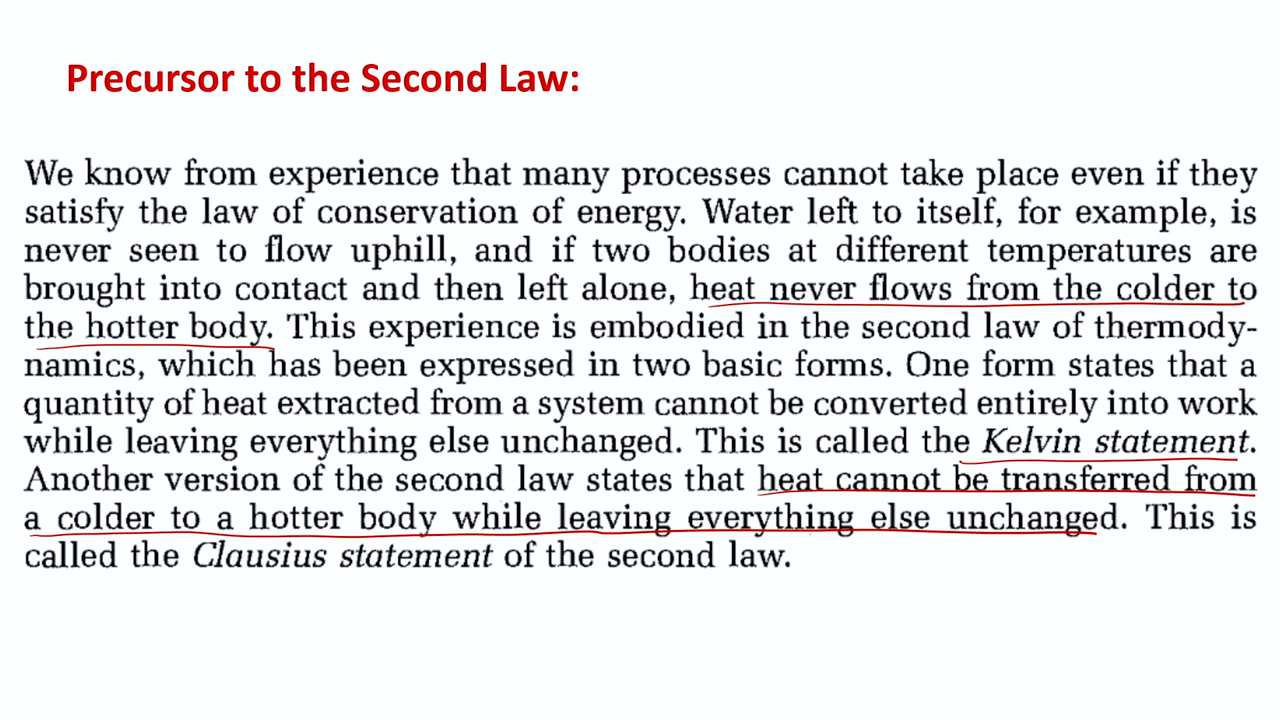 Precursor to the Second Law:
We know from experience that many processes cannot take place even if they
satisfy the law of conservation of energy. Water left to itself, for example, is
never seen to flow uphill, and if two bodies at different temperatures are
brought into contact and then left alone, heat never flows from the colder to
the hotter body. This experience is embodied in the second law of thermody-
namics, which has been expressed in two basic forms. One form states that a
quantity of heat extracted from a system cannot be converted entirely into work
while leaving everything else unchanged. This is called the Kelvin statement.
Another version of the second law states that heat cannot be transferred from
a colder to a hotter body while leaving everything else unchanged. This is
called the Clausius statement of the second law.